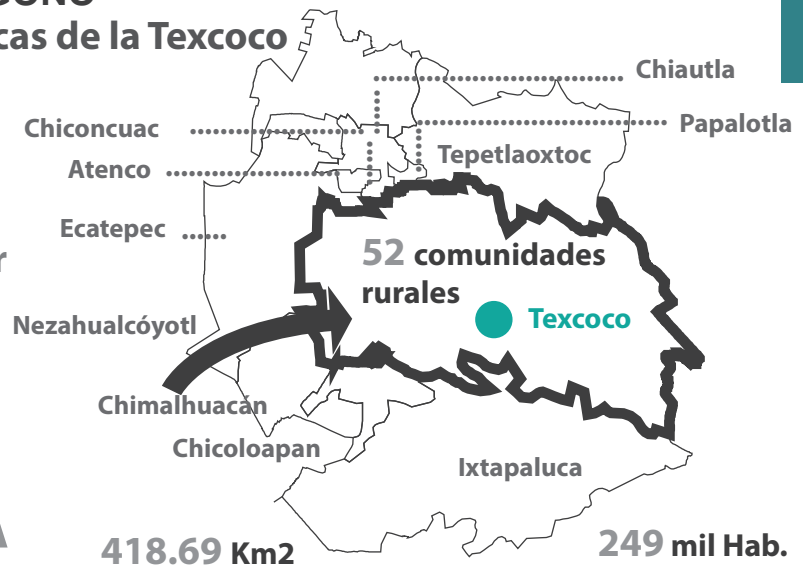 cas de la Texcoco
Chiautla
Chiconcuac
Papalotla
Atenco
Tepetlaoxtoc
Ecatepec
52 comunidades
rurales
Nezahualcóyotl
Texcoco
Chimalhuacán
Chicoloapan
Ixtapaluca
418.69 Km2
249 mil Hab.